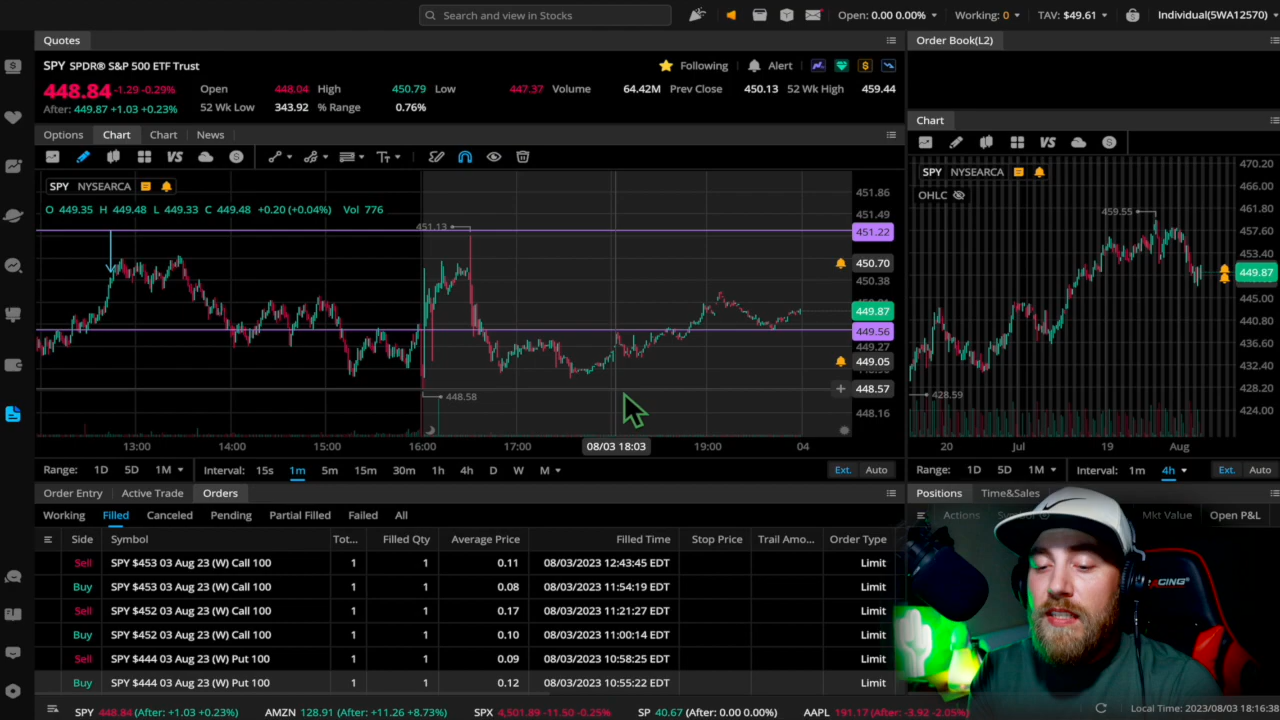 Search and view in Stocks
Open: 0.00 0.00%
Working: 0
TAV: $49.61
Individual(5WA12570)
Quotes
SPY SPDR® S&P 500 ETF Trust
Following
Alert
448.84 -1.29 -0.29%
After: 449.87 +1.03 +0.23%
Open 448.04 High 450.79 Low 447.37 Volume 64.42M Prev Close 450.13 52 Wk High 459.44
52 Wk Low 343.92 % Range 0.76%
Options Chart Chart News
VS
SPY NYSEARCA
O 449.35 H 449.48 L 449.33 C 449.48 +0.20 (+0.04%) Vol 776
451.13
448.58
451.86
451.49
451.22
450.70
450.38
449.87
449.56
449.27
449.05
448.57
448.16
13:00 14:00 15:00 16:00 17:00 08/03 18:03 19:00 04
Range: 1D 5D 1M Interval: 15s 1m 5m 15m 30m 1h 4h D W M Ext. Auto
Order Book(L2)
Chart
VS
SPY NYSEARCA
OHLC
459.55
428.59
470.20
466.00
461.80
457.60
453.40
449.87
445.00
440.80
436.60
432.40
428.20
424.00
20 Jul 19 Aug
Range: 1D 5D 1M Interval: 1m 4h Ext. Auto
Order Entry Active Trade Orders
Working Filled Canceled Pending Partial Filled Failed All
Side Symbol Tot... Filled Qty Average Price Filled Time Stop Price Trail Amo... Order Type
Sell SPY $453 03 Aug 23 (W) Call 100 1 1 0.11 08/03/2023 12:43:45 EDT Limit
Buy SPY $453 03 Aug 23 (W) Call 100 1 1 0.08 08/03/2023 11:54:19 EDT Limit
Sell SPY $452 03 Aug 23 (W) Call 100 1 1 0.17 08/03/2023 11:21:27 EDT Limit
Buy SPY $452 03 Aug 23 (W) Call 100 1 1 0.10 08/03/2023 11:00:14 EDT Limit
Sell SPY $444 03 Aug 23 (W) Put 100 1 1 0.09 08/03/2023 10:58:25 EDT Limit
Buy SPY $444 03 Aug 23 (W) Put 100 1 1 0.12 08/03/2023 10:55:22 EDT Limit
Positions Time&Sales
Actions Mkt Value Open P&L
SPY 448.84 (After: +1.03 +0.23%) AMZN 128.91 (After: +11.26 +8.73%) SPX 4,501.89 -11.50 -0.25% SP 40.67 (After: 0.00 0.00%) AAPL 191.17 (After: -3.92 -2.05%)
Local Time: 2023/08/03 18:16:38